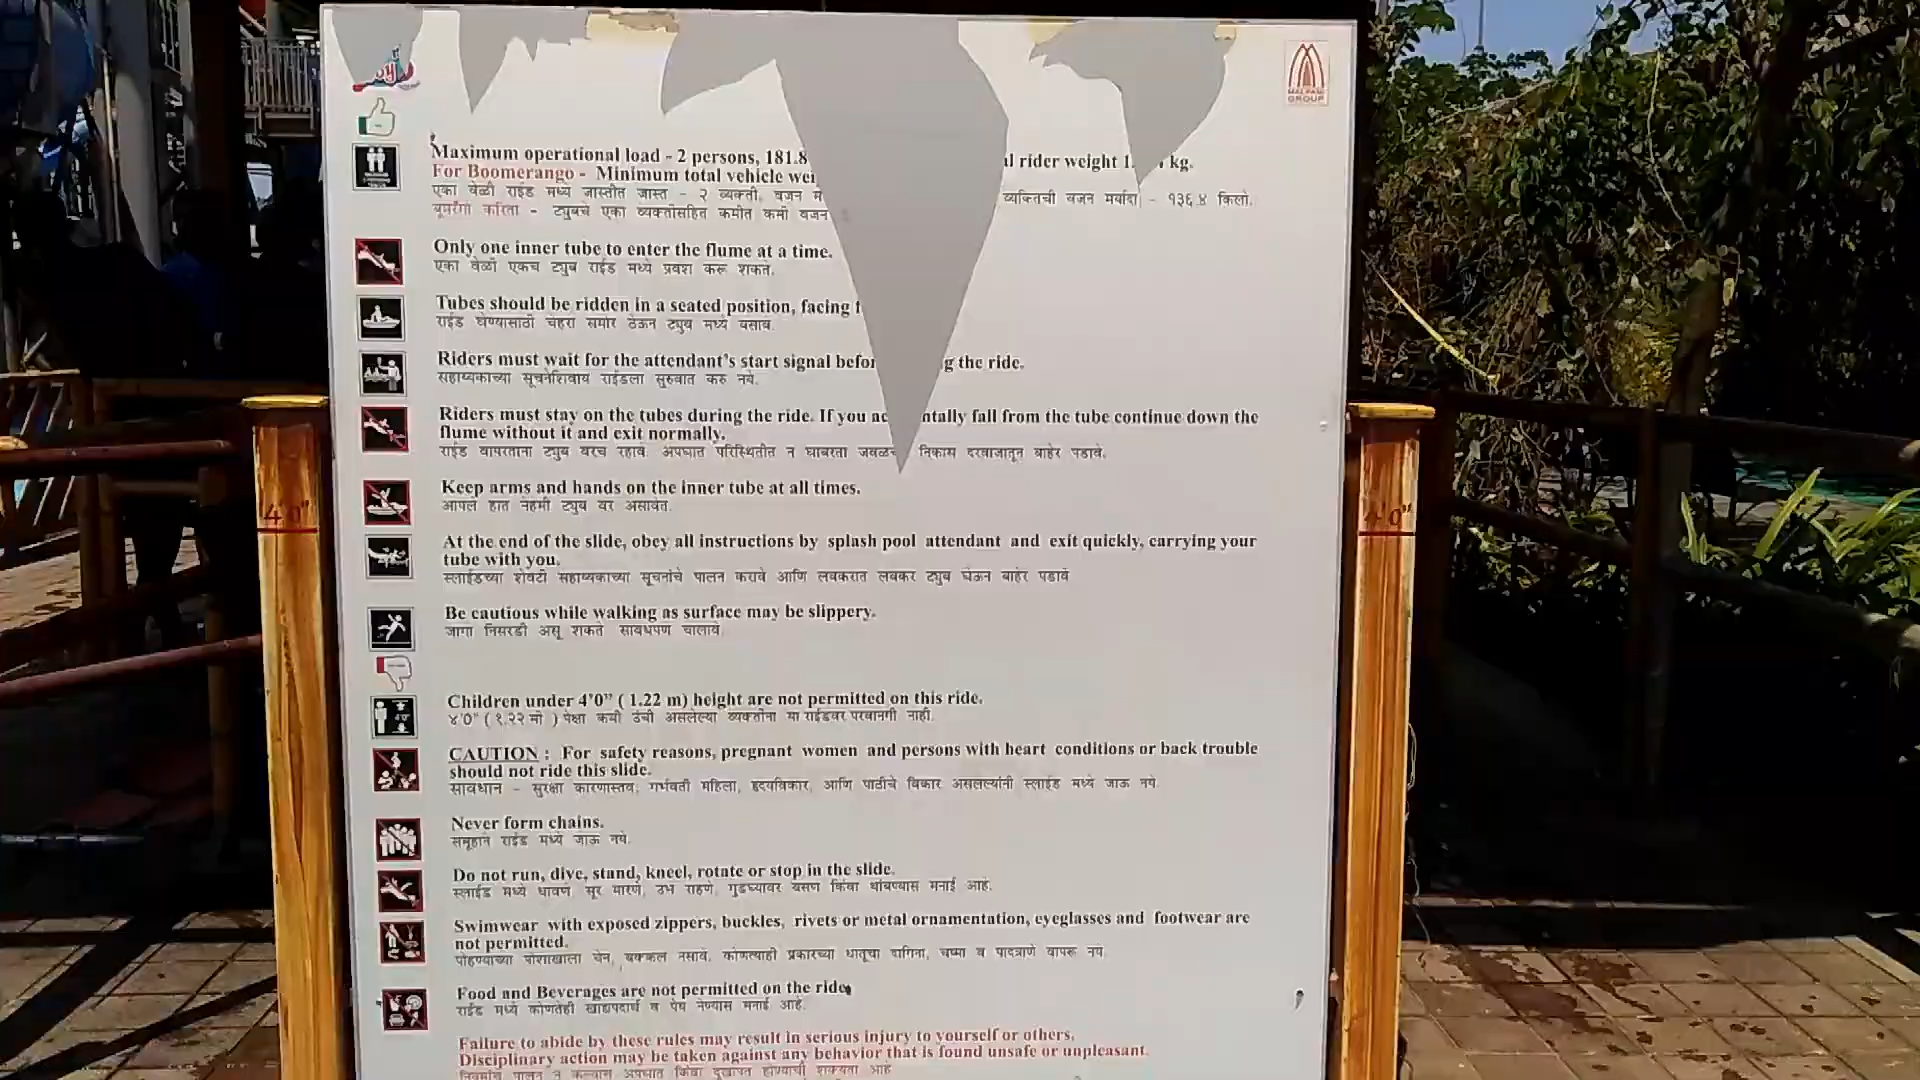 MALPANI
GROUP
Maximum operational load - 2 persons, 181.8
l rider weight 1 kg.
For Boomerango - Minimum total vehicle wei
एका वेळी राईड मध्ये जास्तीत जास्त - २ व्यक्ती, वजन म
व्यक्तिची वजन मर्यादा - १३६.४ किलो.
बूमरँगो करिता - ट्युबचे एका व्यक्तीसहित कमीत कमी वजन
Only one inner tube to enter the flume at a time.
एका वेळी एकच ट्युब राईड मध्ये प्रवेश करू शकते.
Tubes should be ridden in a seated position, facing f
राईड घेण्यासाठी चेहरा समोर ठेऊन ट्युब मध्ये बसावे.
Riders must wait for the attendant's start signal befor g the ride.
सहाय्यकाच्या सूचनेशिवाय राईडला सुरुवात करु नये.
Riders must stay on the tubes during the ride. If you ac ntally fall from the tube continue down the
flume without it and exit normally.
राईड वापरताना ट्युब वरच रहावे. अपघात परिस्थितीत न घाबरता जवळच निकास दरवाजातून बाहेर पडावे.
Keep arms and hands on the inner tube at all times.
आपले हात नेहमी ट्युब वर असावेत.
4'0"
4'0"
At the end of the slide, obey all instructions by splash pool attendant and exit quickly, carrying your
tube with you.
स्लाईडच्या शेवटी सहाय्यकाच्या सूचनांचे पालन करावे आणि लवकरात लवकर ट्युब घेऊन बाहेर पडावे
Be cautious while walking as surface may be slippery.
जागा निसरडी असू शकते सावधपणे चालावे.
Children under 4'0" ( 1.22 m) height are not permitted on this ride.
४'0" ( १.२२ मी ) पेक्षा कमी उंची असलेल्या व्यक्तींना या राईडवर परवानगी नाही.
CAUTION : For safety reasons, pregnant women and persons with heart conditions or back trouble
should not ride this slide.
सावधान - सुरक्षा कारणास्तव, गर्भवती महिला, हृदयविकार, आणि पाठीचे विकार असलेल्यांनी स्लाईड मध्ये जाऊ नये.
Never form chains.
समूहाने राईड मध्ये जाऊ नये.
Do not run, dive, stand, kneel, rotate or stop in the slide.
स्लाईड मध्ये धावणे, सूर मारणे, उभे राहणे, गुडघ्यावर बसणे किंवा थांबण्यास मनाई आहे.
Swimwear with exposed zippers, buckles, rivets or metal ornamentation, eyeglasses and footwear are
not permitted.
पोहण्याच्या पोशाखाला चेन, बक्कल नसावे. कोणत्याही प्रकारच्या धातूचा दागिना, चष्मा व पादत्राणे वापरू नये.
Food and Beverages are not permitted on the ride.
राईड मध्ये कोणतेही खाद्यपदार्थ व पेय नेण्यास मनाई आहे.
Failure to abide by these rules may result in serious injury to yourself or others,
Disciplinary action may be taken against any behavior that is found unsafe or unpleasant.
नियमांचे पालन न केल्यास अपघात किंवा दुखापत होण्याची शक्यता आहे